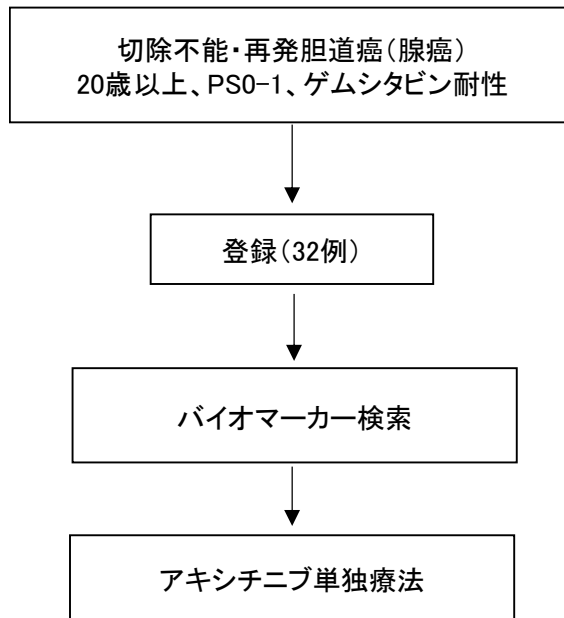 切除不能・再発胆道癌（腺癌）
20歳以上、PS0-1、ゲムシタビン耐性
登録（32例）
バイオマーカー検索
アキシチニブ単独療法